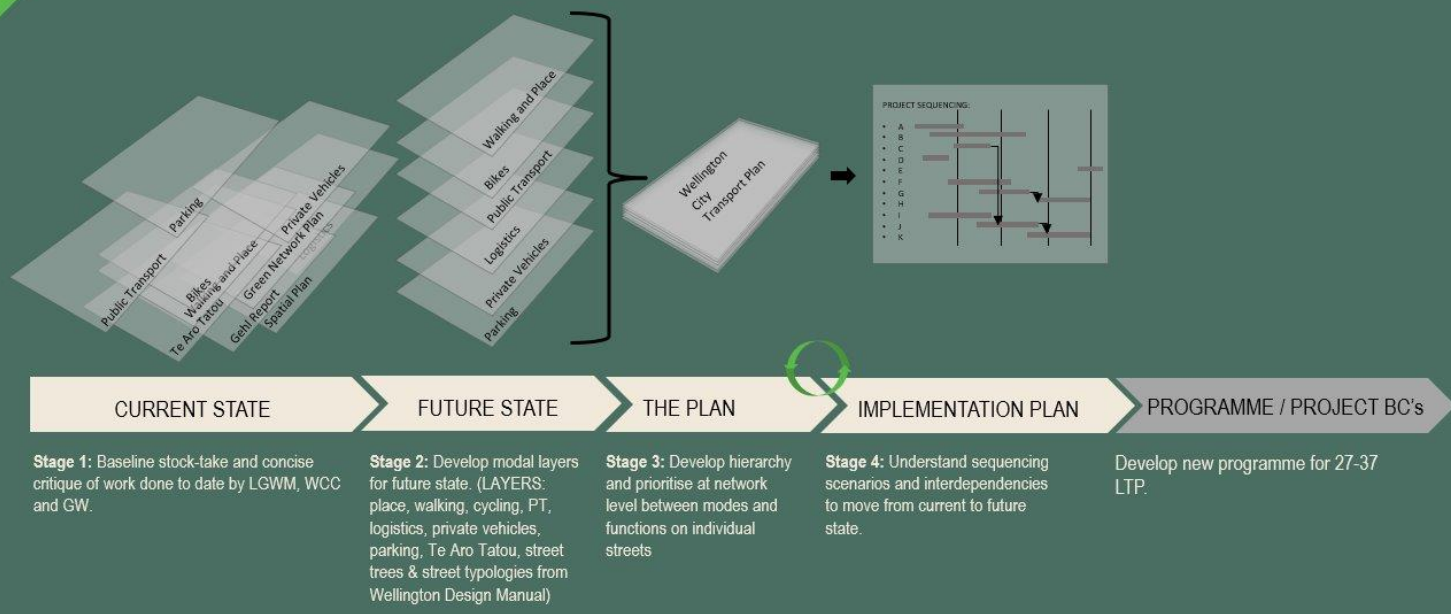 Parking
Private Vehicles
Logistics
Public Transport
Bikes
Walking and Place
Green Network Plan
Te Aro Tatou
Gehl Report
Spatial Plan
Walking and Place
Bikes
Public Transport
Logistics
Private Vehicles
Parking
Wellington
City
Transport Plan
PROJECT SEQUENCING:
• A
• B
• C
• D
• E
• F
• G
• H
• I
• J
• K
CURRENT STATE
FUTURE STATE
THE PLAN
IMPLEMENTATION PLAN
PROGRAMME / PROJECT BC's
Stage 1: Baseline stock-take and concise
critique of work done to date by LGWM, WCC
and GW.
Stage 2: Develop modal layers
for future state. (LAYERS:
place, walking, cycling, PT,
logistics, private vehicles,
parking, Te Aro Tatou, street
trees & street typologies from
Wellington Design Manual)
Stage 3: Develop hierarchy
and prioritise at network
level between modes and
functions on individual
streets
Stage 4: Understand sequencing
scenarios and interdependencies
to move from current to future
state.
Develop new programme for 27-37
LTP.